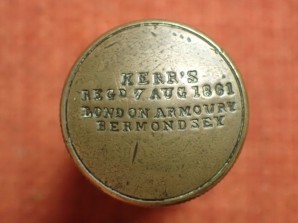 KERR'S
REGD 7 AUG 1861
LONDON ARMOURY
BERMONDSEY